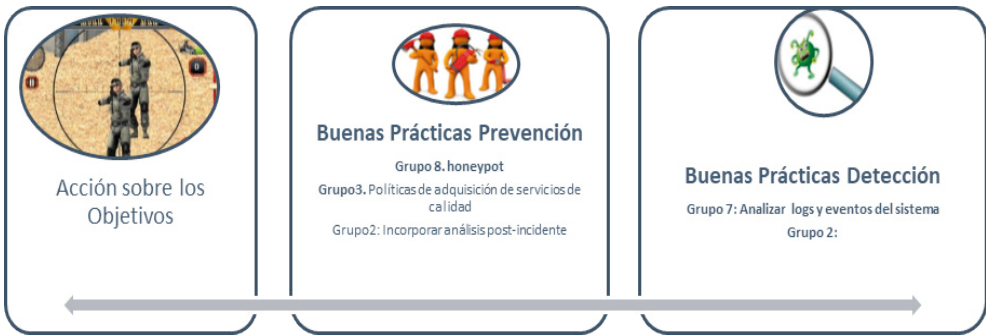 Acción sobre los
Objetivos
Buenas Prácticas Prevención
Grupo 8. honeypot
Grupo3. Políticas de adquisición de servicios de
calidad
Grupo2: Incorporar análisis post-incidente
Buenas Prácticas Detección
Grupo 7: Analizar logs y eventos del sistema
Grupo 2: